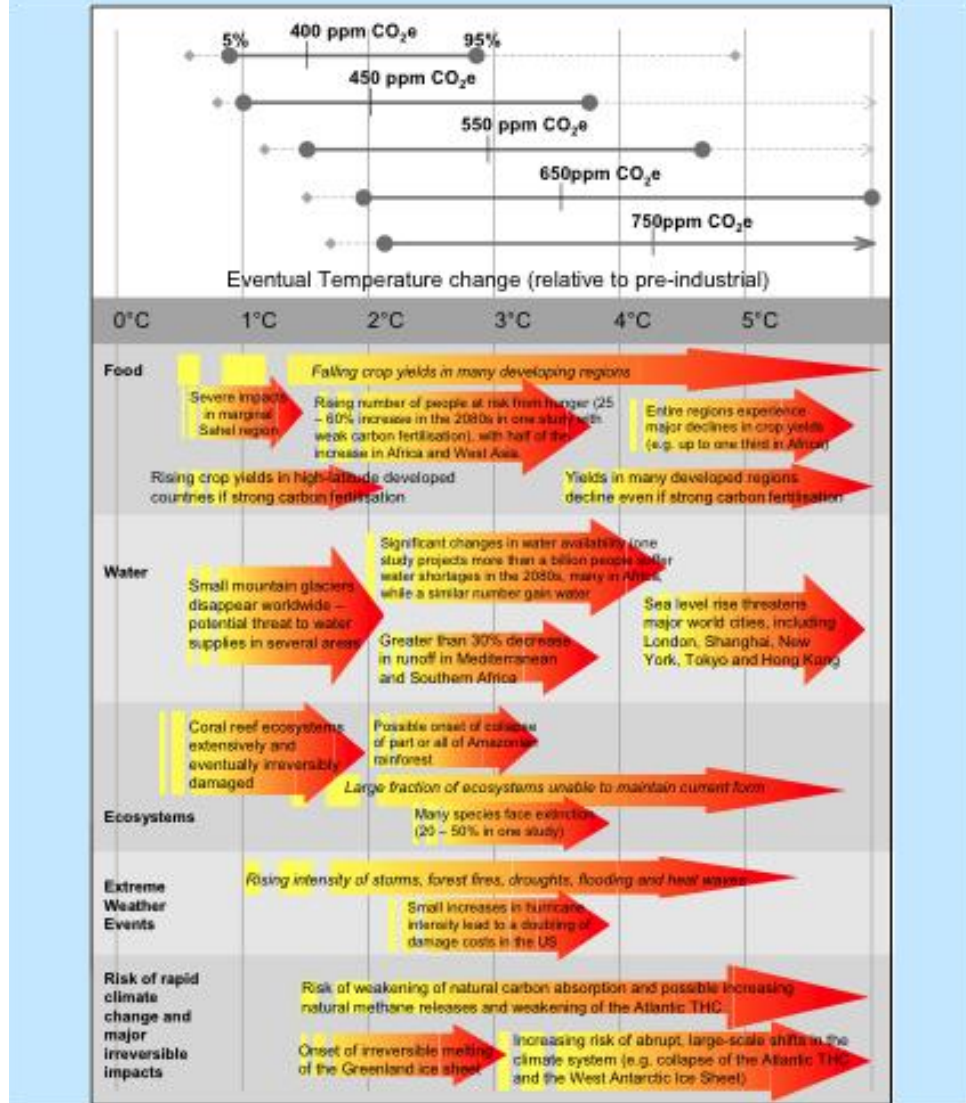 400 ppm CO₂e
5%
95%
450 ppm CO₂e
550 ppm CO₂e
650ppm CO₂e
750ppm CO₂e
Eventual Temperature change (relative to pre-industrial)
0°C 1°C 2°C 3°C 4°C 5°C
Food
Falling crop yields in many developing regions
Severe impacts
in marginal
Sahel region
Rising number of people at risk from hunger (25
– 60% increase in the 2080s in one study with
weak carbon fertilisation), with half of the
increase in Africa and West Asia.
Entire regions experience
major declines in crop yields
(e.g. up to one third in Africa)
Rising crop yields in high-latitude developed
countries if strong carbon fertilisation
Yields in many developed regions
decline even if strong carbon fertilisation
Water
Significant changes in water availability (one
study projects more than a billion people suffer
water shortages in the 2080s, many in Africa,
while a similar number gain water
Small mountain glaciers
disappear worldwide –
potential threat to water
supplies in several areas
Greater than 30% decrease
in runoff in Mediterranean
and Southern Africa
Sea level rise threatens
major world cities, including
London, Shanghai, New
York, Tokyo and Hong Kong
Coral reef ecosystems
extensively and
eventually irreversibly
damaged
Possible onset of collapse
of part or all of Amazonian
rainforest
Large fraction of ecosystems unable to maintain current form
Ecosystems
Many species face extinction
(20 – 50% in one study)
Extreme
Weather
Events
Rising intensity of storms, forest fires, droughts, flooding and heat waves
Small increases in hurricane
intensity lead to a doubling of
damage costs in the US
Risk of rapid
climate
change and
major
irreversible
impacts
Risk of weakening of natural carbon absorption and possible increasing
natural methane releases and weakening of the Atlantic THC
Onset of irreversible melting
of the Greenland ice sheet
Increasing risk of abrupt, large-scale shifts in the
climate system (e.g. collapse of the Atlantic THC
and the West Antarctic Ice Sheet)